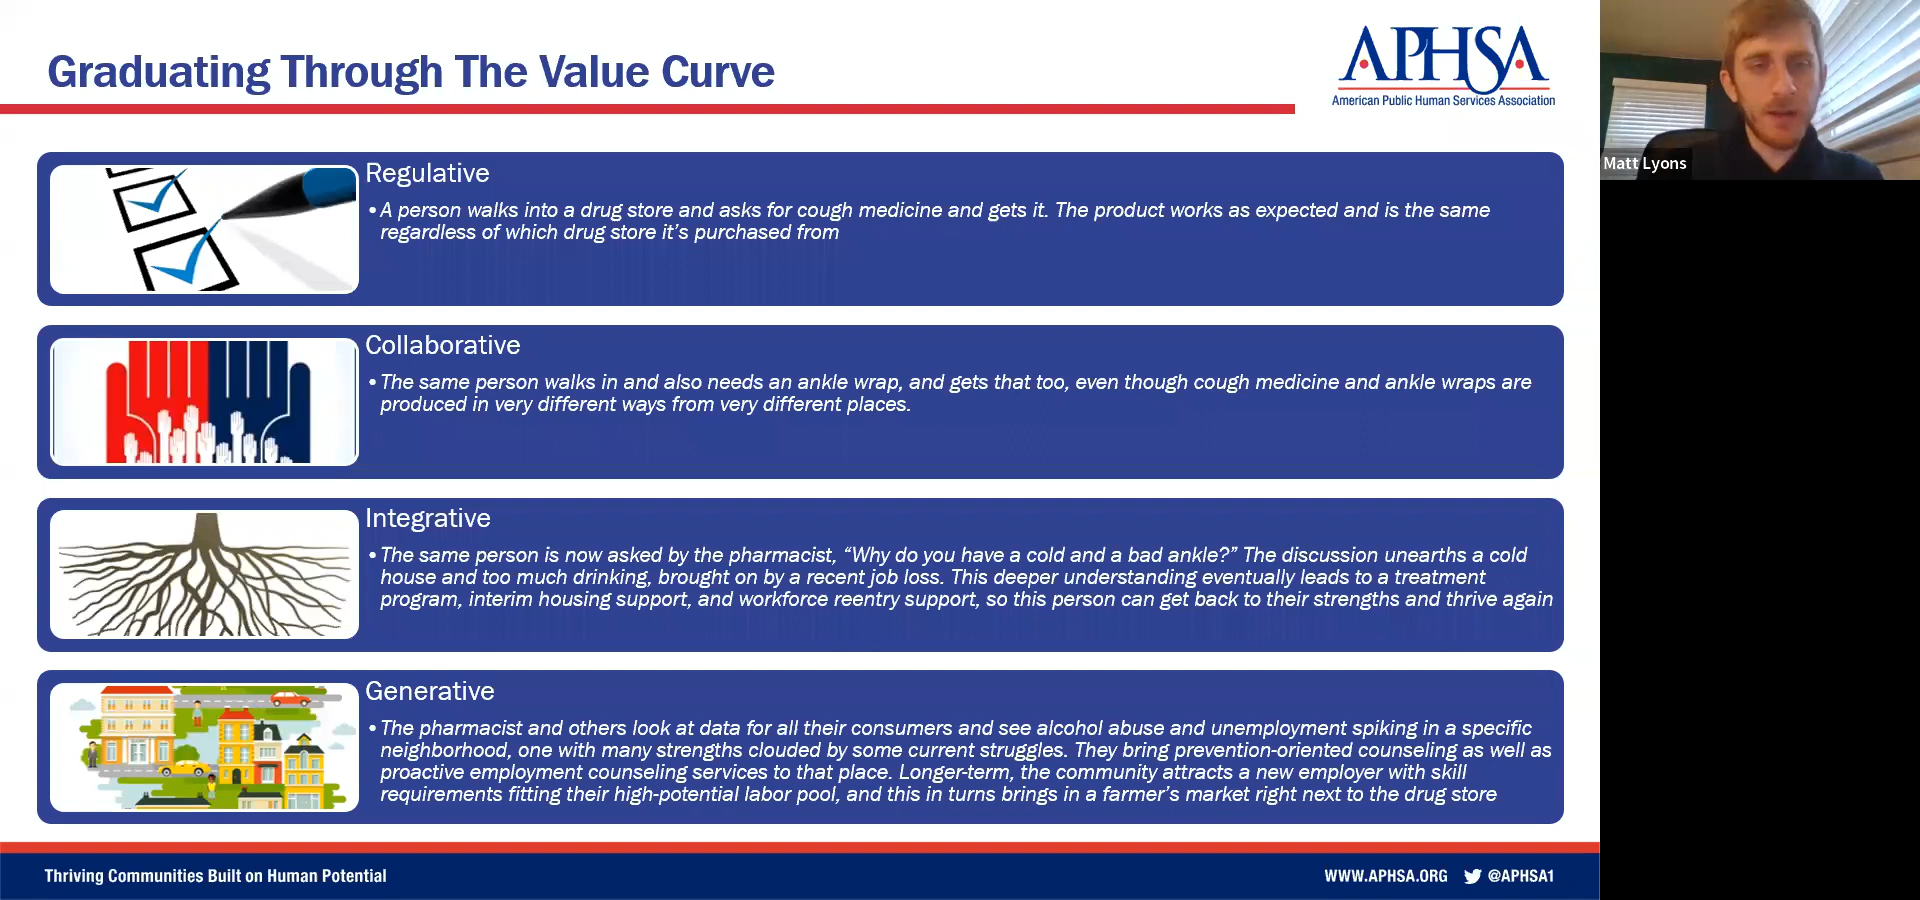 Graduating Through The Value Curve
APHSA
American Public Human Services Association
Matt Lyons
Regulative
• A person walks into a drug store and asks for cough medicine and gets it. The product works as expected and is the same
regardless of which drug store it’s purchased from
Collaborative
• The same person walks in and also needs an ankle wrap, and gets that too, even though cough medicine and ankle wraps are
produced in very different ways from very different places.
Integrative
• The same person is now asked by the pharmacist, “Why do you have a cold and a bad ankle?” The discussion unearths a cold
house and too much drinking, brought on by a recent job loss. This deeper understanding eventually leads to a treatment
program, interim housing support, and workforce reentry support, so this person can get back to their strengths and thrive again
Generative
• The pharmacist and others look at data for all their consumers and see alcohol abuse and unemployment spiking in a specific
neighborhood, one with many strengths clouded by some current struggles. They bring prevention-oriented counseling as well as
proactive employment counseling services to that place. Longer-term, the community attracts a new employer with skill
requirements fitting their high-potential labor pool, and this in turns brings in a farmer’s market right next to the drug store
Thriving Communities Built on Human Potential
WWW.APHSA.ORG @APHSA1